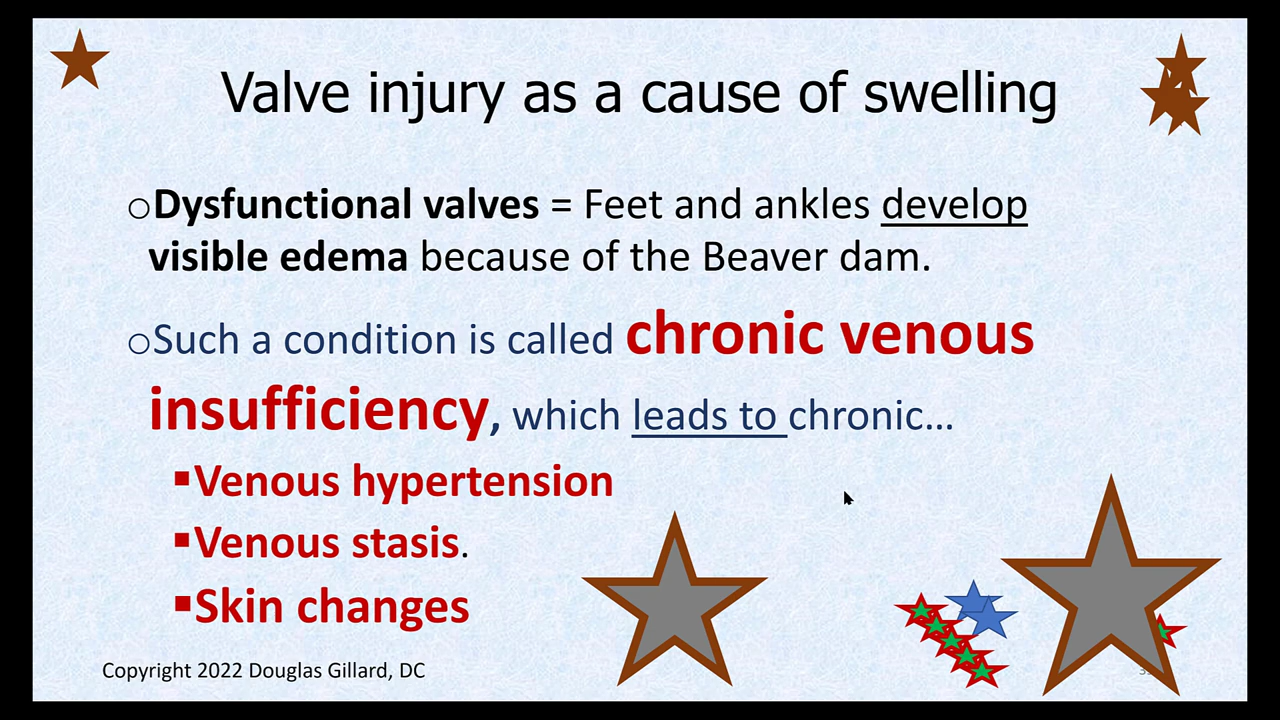 Valve injury as a cause of swelling
oDysfunctional valves = Feet and ankles develop
visible edema because of the Beaver dam.
oSuch a condition is called chronic venous
insufficiency, which leads to chronic…
▪Venous hypertension
▪Venous stasis.
▪Skin changes
Copyright 2022 Douglas Gillard, DC